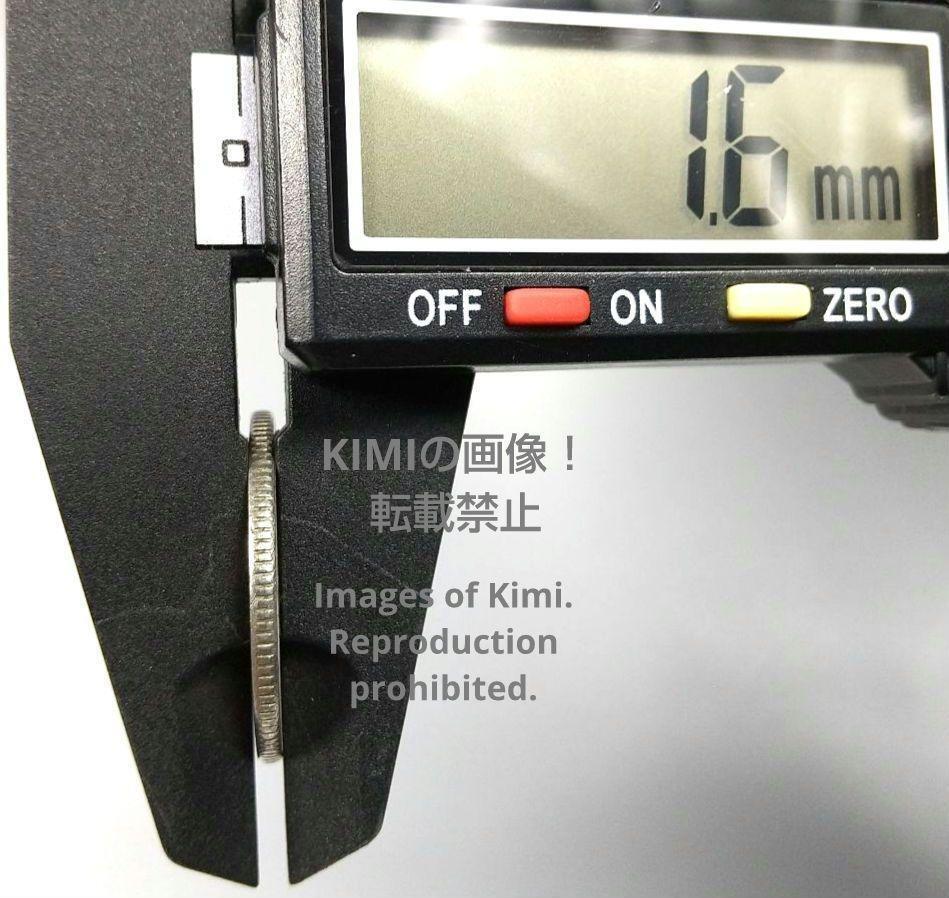 1.6 mm
0
OFF ON ZERO
KIMIの画像！
転載禁止
Images of Kimi.
Reproduction
prohibited.